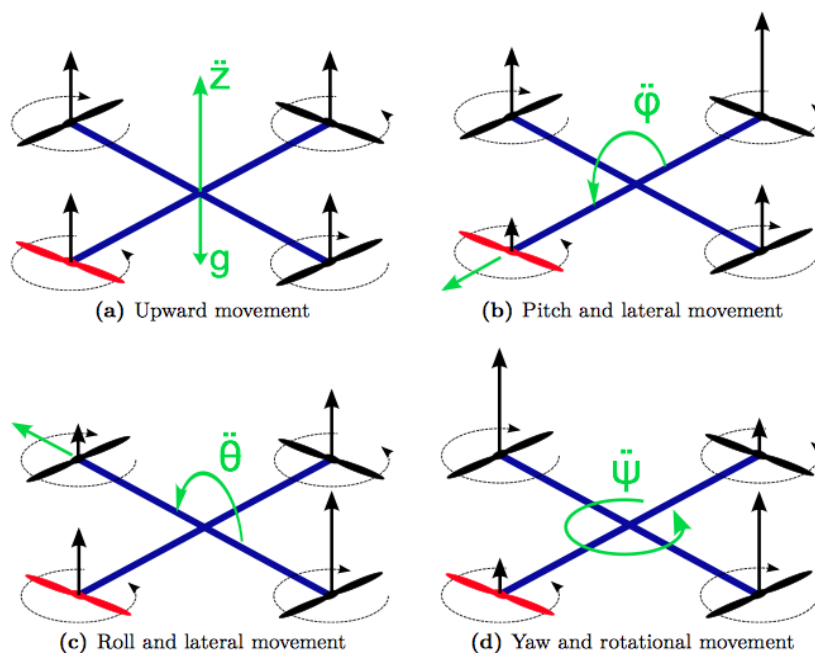 z̈
g
φ̈
(a) Upward movement
(b) Pitch and lateral movement
θ̈
ψ̈
(c) Roll and lateral movement
(d) Yaw and rotational movement